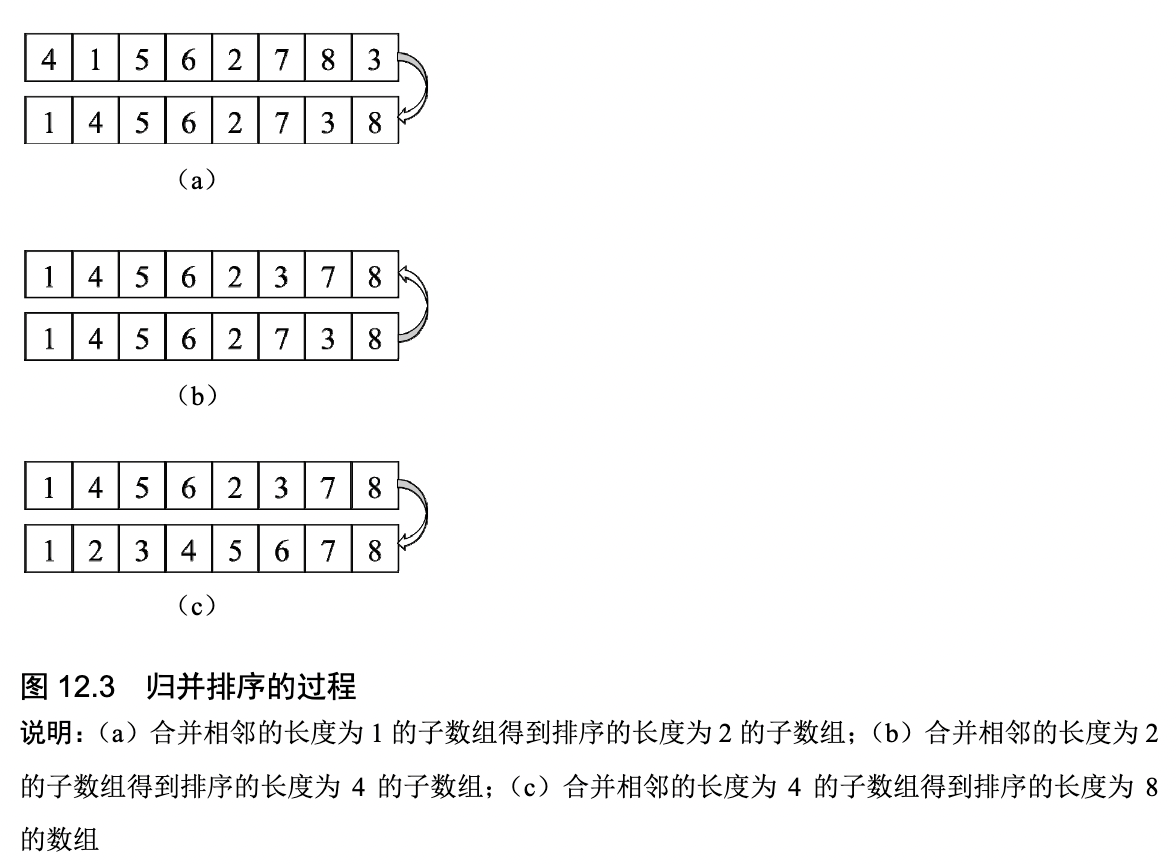 4 1 5 6 2 7 8 3
1 4 5 6 2 7 3 8
（a）
1 4 5 6 2 3 7 8
1 4 5 6 2 7 3 8
（b）
1 4 5 6 2 3 7 8
1 2 3 4 5 6 7 8
（c）
图 12.3 归并排序的过程
说明：（a）合并相邻的长度为 1 的子数组得到排序的长度为 2 的子数组；（b）合并相邻的长度为 2
的子数组得到排序的长度为 4 的子数组；（c）合并相邻的长度为 4 的子数组得到排序的长度为 8
的数组